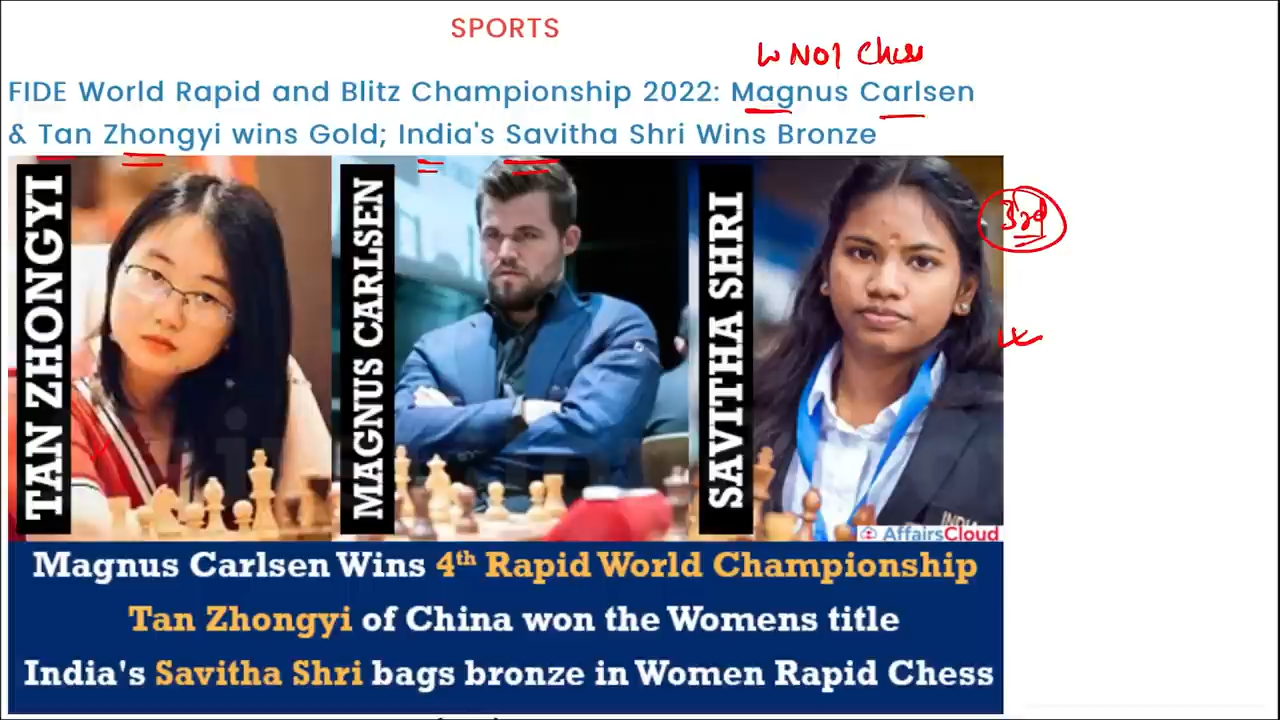 SPORTS
↳ NO1 Chess
FIDE World Rapid and Blitz Championship 2022: Magnus Carlsen
& Tan Zhongyi wins Gold; India's Savitha Shri Wins Bronze
TAN ZHONGYI
MAGNUS CARLSEN
SAVITHA SHRI
3rd
INDIA
AffairsCloud
Magnus Carlsen Wins 4th Rapid World Championship
Tan Zhongyi of China won the Womens title
India's Savitha Shri bags bronze in Women Rapid Chess